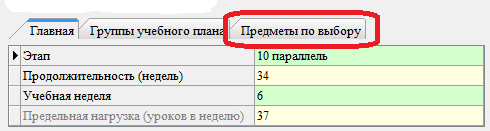 Главная Группы учебного плана Предметы по выбору
Этап 10 параллель
Продолжительность (недель) 34
Учебная неделя 6
Предельная нагрузка (уроков в неделю) 37